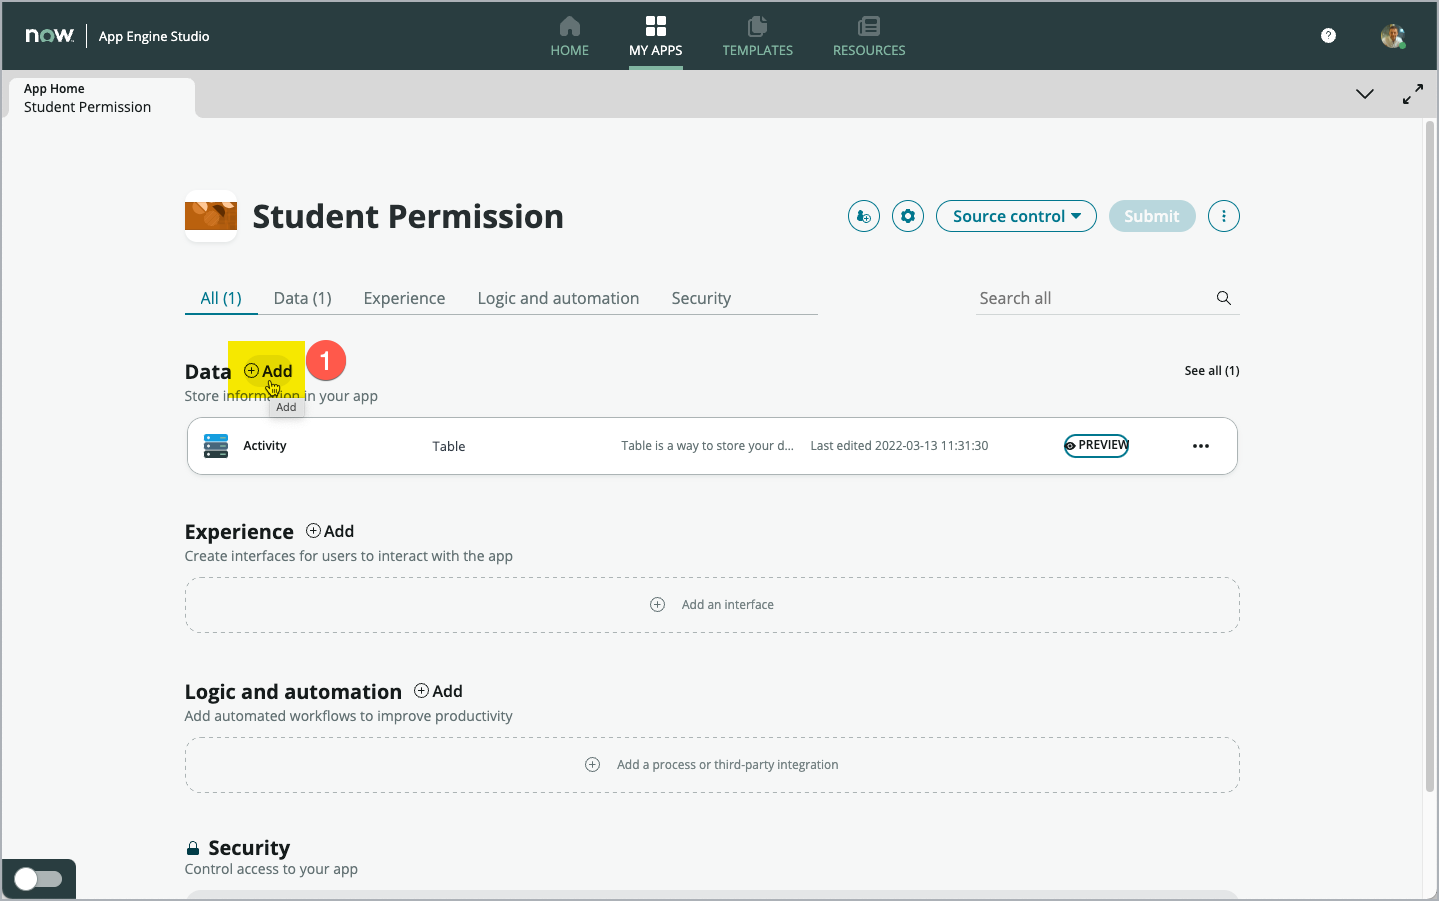 now
App Engine Studio
HOME
MY APPS
TEMPLATES
RESOURCES
?
App Home
Student Permission
Student Permission
Source control
Submit
All (1)
Data (1)
Experience
Logic and automation
Security
Search all
Data
Add
1
See all (1)
Store information in your app
Add
Activity
Table
Table is a way to store your d...
Last edited 2022-03-13 11:31:30
PREVIEW
Experience
Add
Create interfaces for users to interact with the app
Add an interface
Logic and automation
Add
Add automated workflows to improve productivity
Add a process or third-party integration
Security
Control access to your app